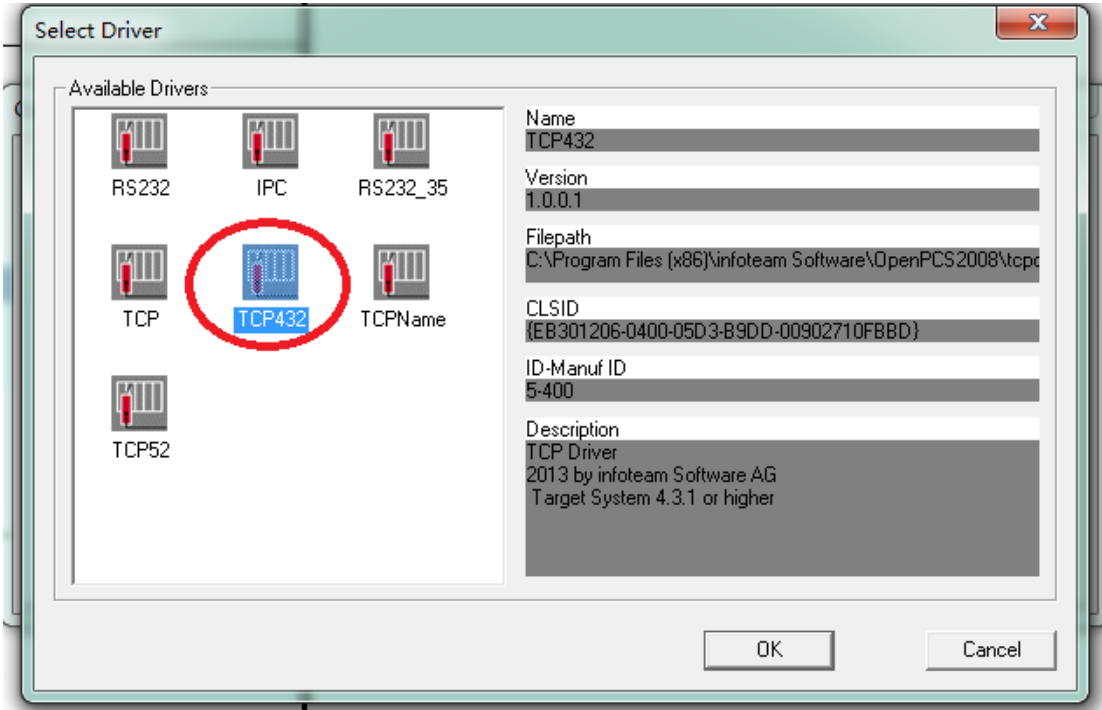 Select Driver
Available Drivers
RS232
IPC
RS232_35
TCP
TCP432
TCPName
TCP52
Name
TCP432
Version
1.0.0.1
Filepath
C:\Program Files (x86)\infoteam Software\OpenPCS2008\tcpc
CLSID
{EB301206-0400-05D3-B9DD-00902710FBBD}
ID-Manuf ID
5-400
Description
TCP Driver
2013 by infoteam Software AG
Target System 4.3.1 or higher
OK
Cancel